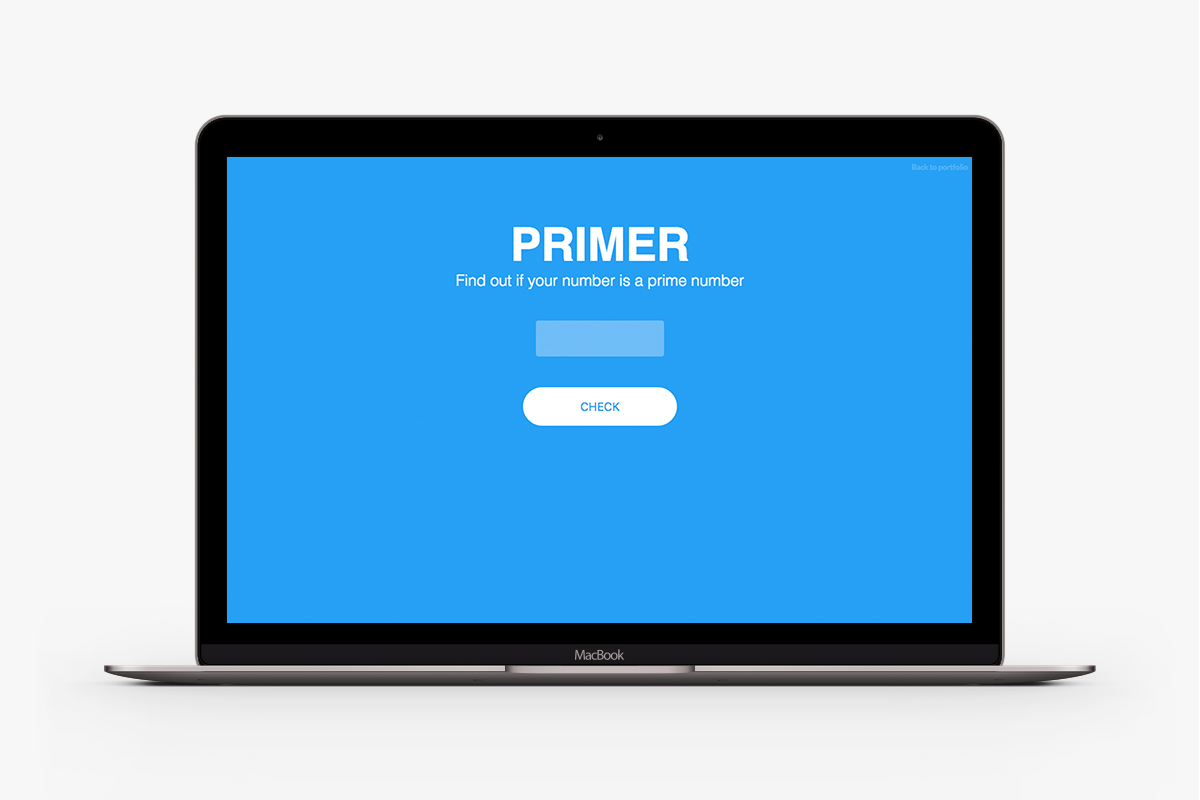 Back to portfolio
PRIMER
Find out if your number is a prime number
CHECK
MacBook